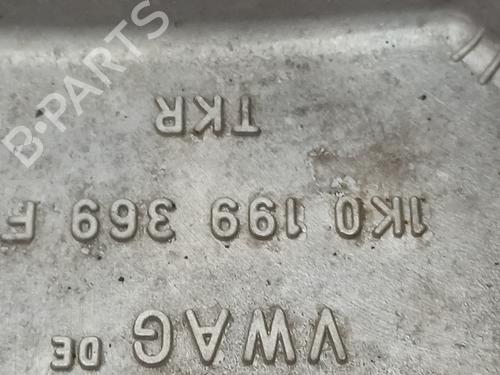 VWAG DE
1K0 199 369 F
TKR
B-PARTS